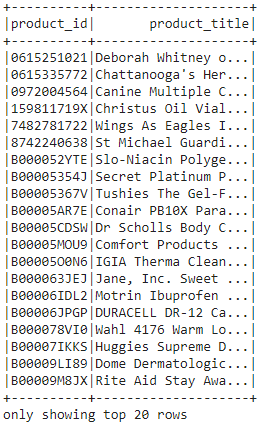 +----------+--------------------+
|product_id|       product_title|
+----------+--------------------+
|0615251021|Deborah Whitney o...|
|0615335772|Chattanooga's Her...|
|0972004564|Canine Multiple C...|
|159811719X|Christus Oil Vial...|
|7482781722|Wings As Eagles I...|
|8742240638|St Michael Guardi...|
|B000052YTE|Slo-Niacin Polyge...|
|B00005354J|Secret Platinum P...|
|B00005367V|Tushies The Gel-F...|
|B00005AR7E|Conair PB10X Para...|
|B00005CDSW|Dr Scholls Body C...|
|B00005MOU9|Comfort Products ...|
|B00005O0N6|IGIA Therma Clean...|
|B000063JEJ|Jane, Inc. Sweet ...|
|B00006IDL2|Motrin Ibuprofen ...|
|B00006JPGP|DURACELL DR-12 Ca...|
|B000078VI0|Wahl 4176 Warm Lo...|
|B00007IKKS|Huggies Supreme D...|
|B00009LI89|Dome Dermatologic...|
|B00009M8JX|Rite Aid Stay Awa...|
+----------+--------------------+
only showing top 20 rows